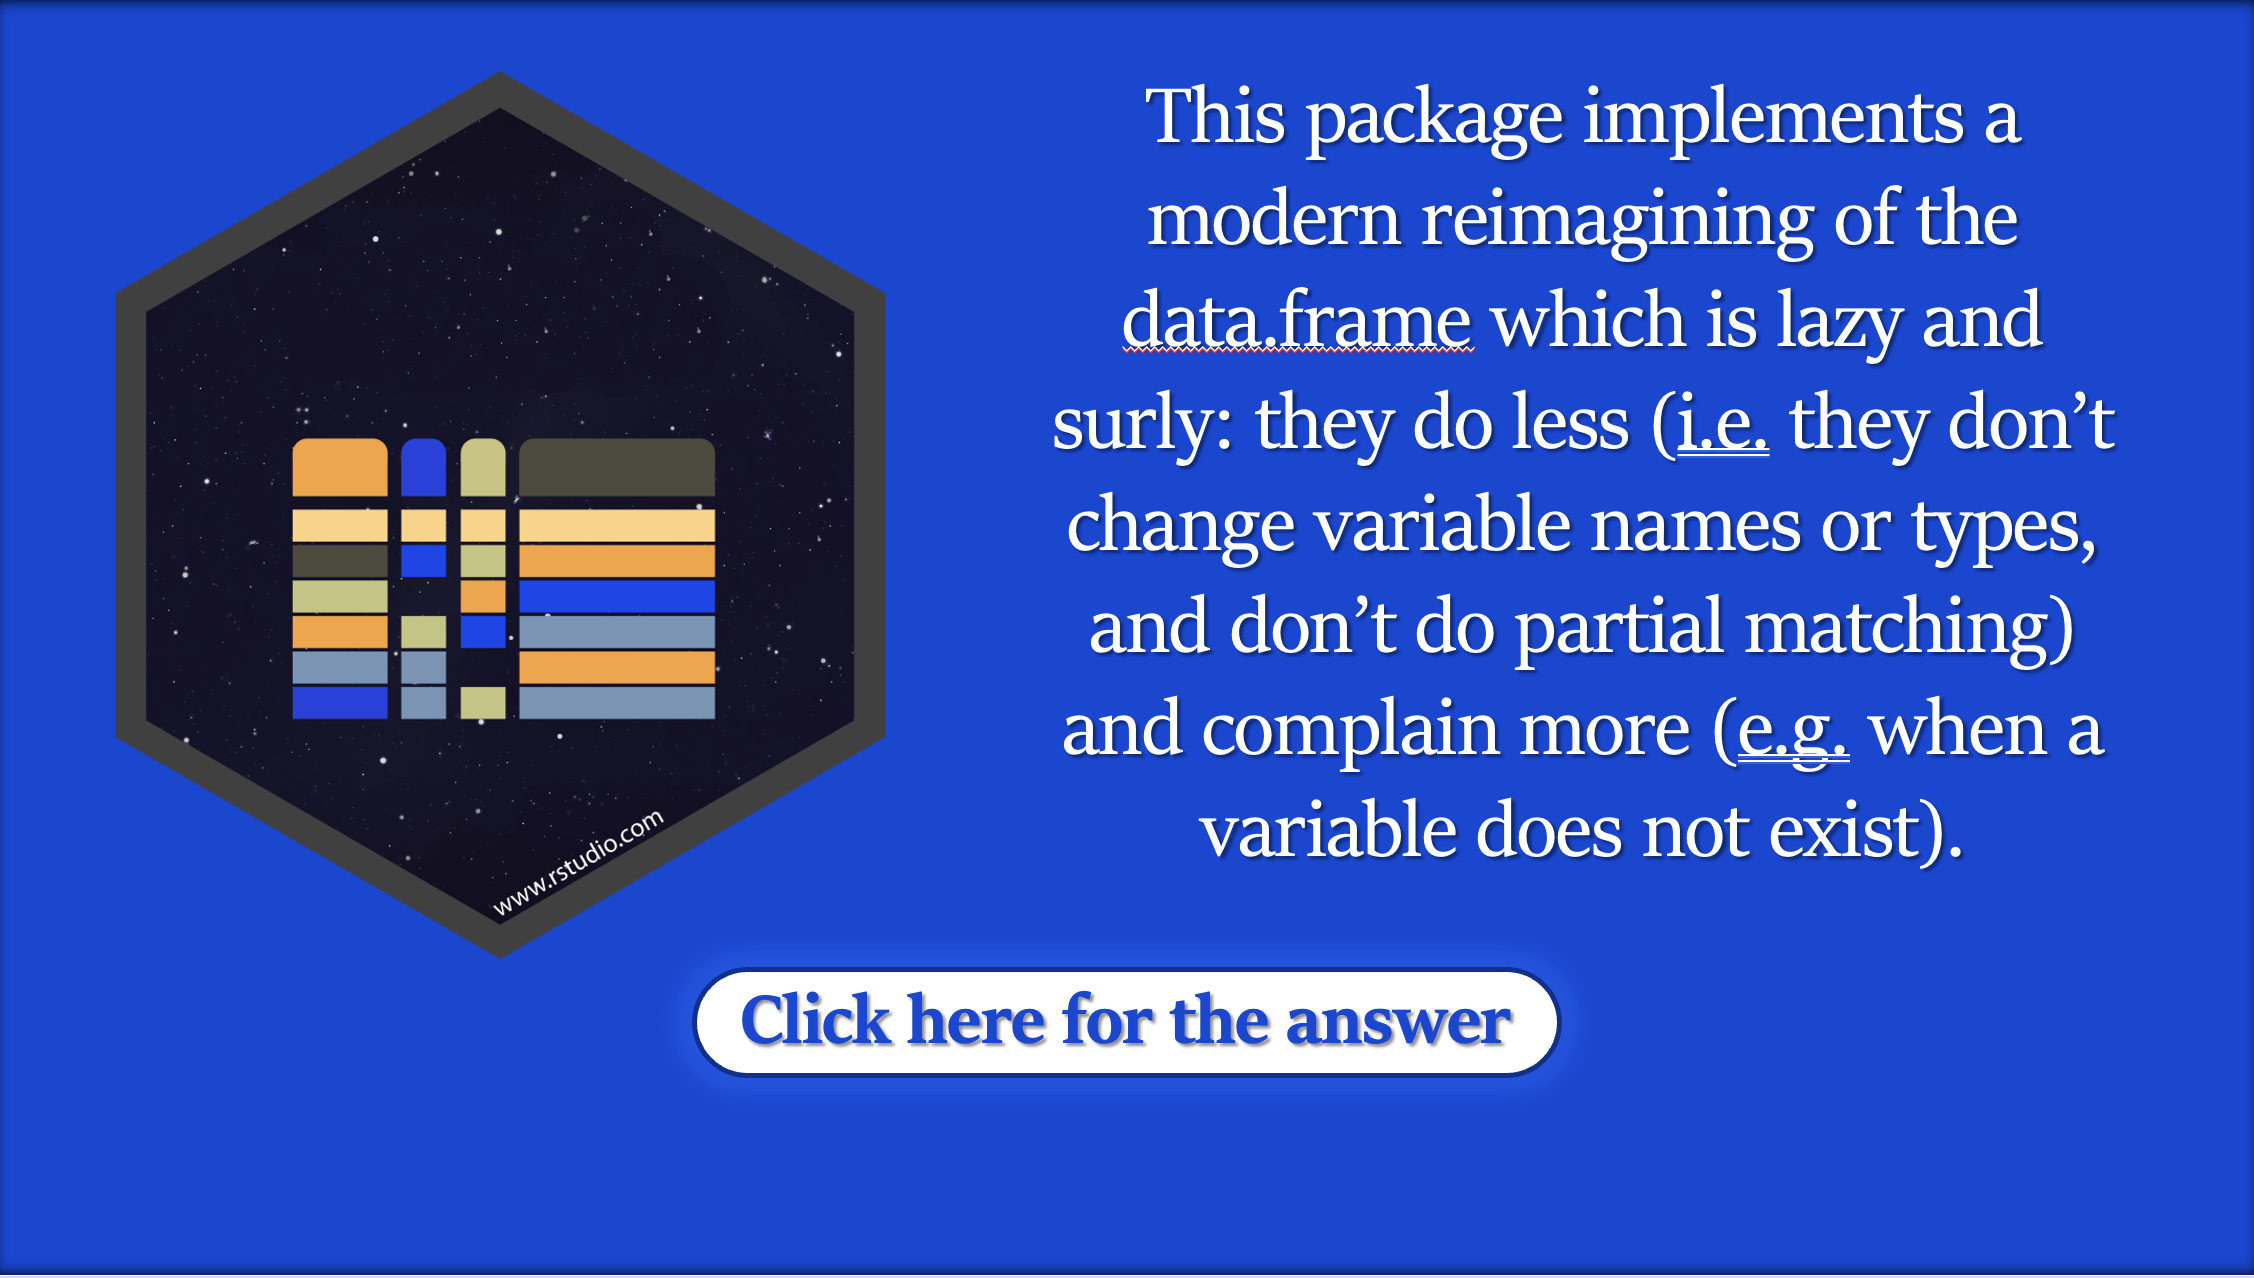 This package implements a
modern reimagining of the
data.frame which is lazy and
surly: they do less (i.e. they don’t
change variable names or types,
and don’t do partial matching)
and complain more (e.g. when a
variable does not exist).
www.rstudio.com
Click here for the answer